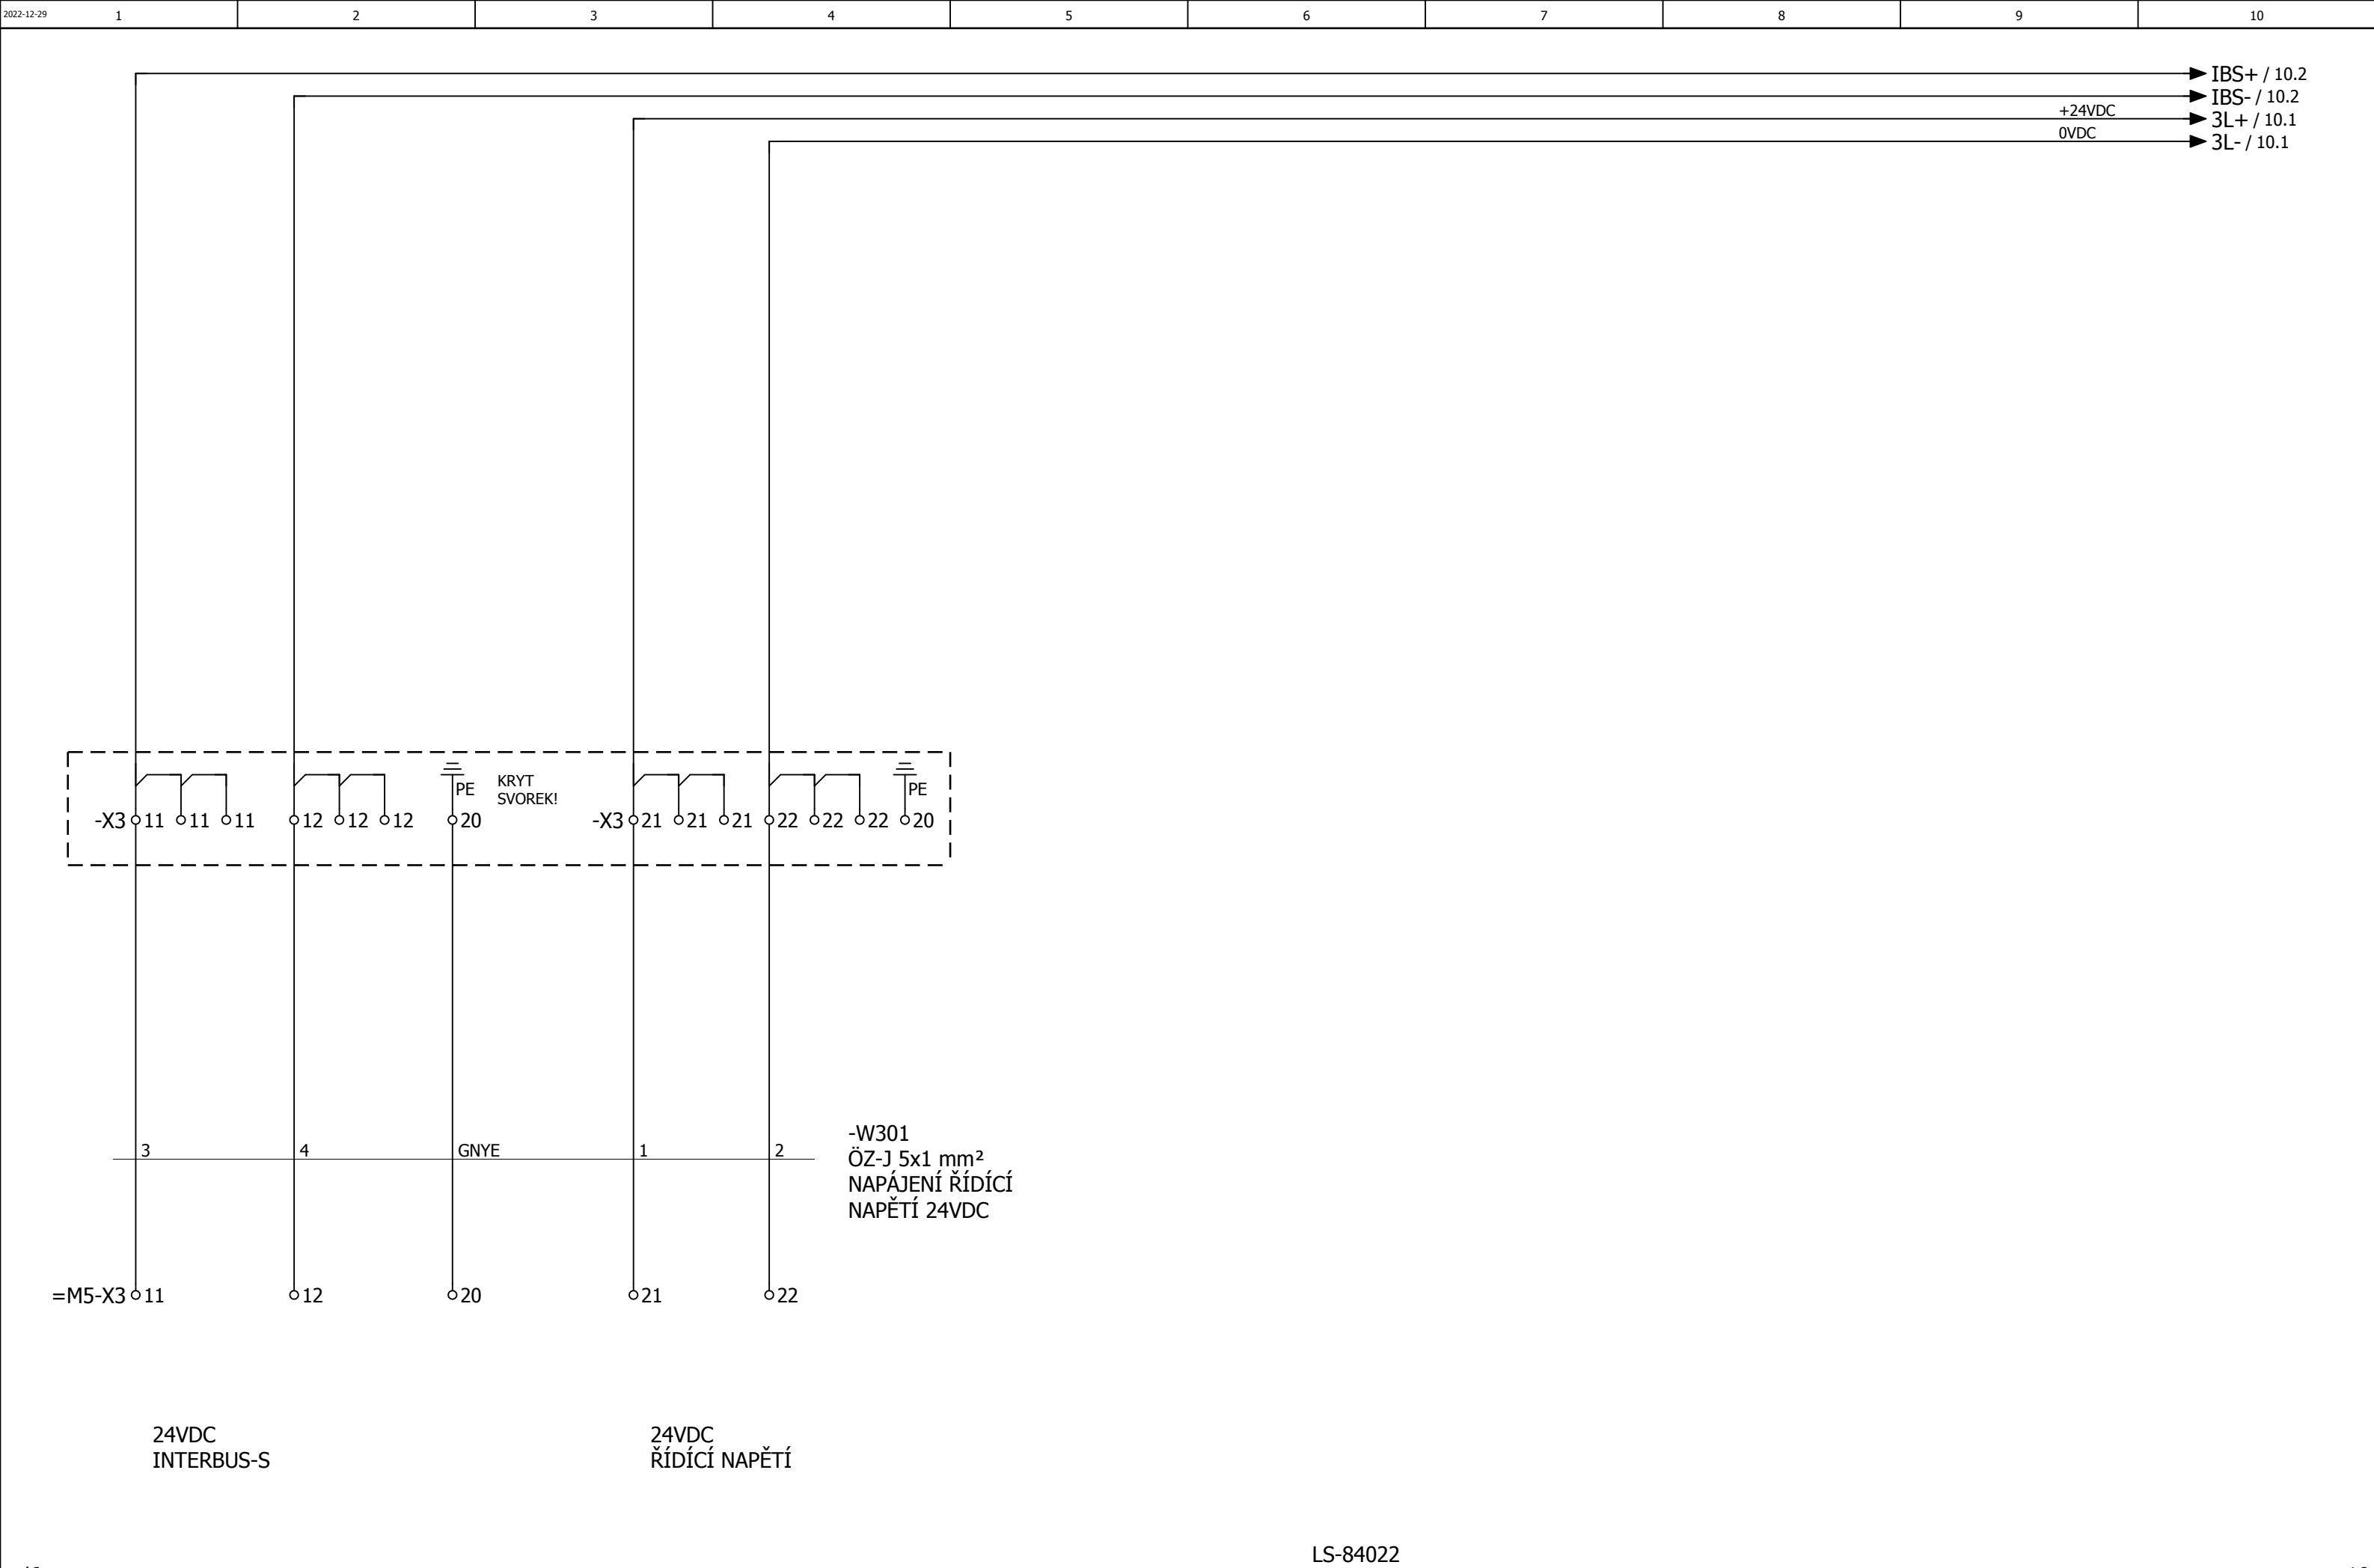 2022-12-29 1 2 3 4 5 6 7 8 9 10
IBS+ / 10.2
IBS- / 10.2
+24VDC 3L+ / 10.1
0VDC 3L- / 10.1
PE KRYT PE
SVOREK!
-X3 11 11 11 12 12 12 20 -X3 21 21 21 22 22 22 20
3 4 GNYE 1 2
-W301
ÖZ-J 5x1 mm²
NAPÁJENÍ ŘÍDÍCÍ
NAPĚTÍ 24VDC
=M5-X3 11 12 20 21 22
24VDC
INTERBUS-S
24VDC
ŘÍDÍCÍ NAPĚTÍ
LS-84022